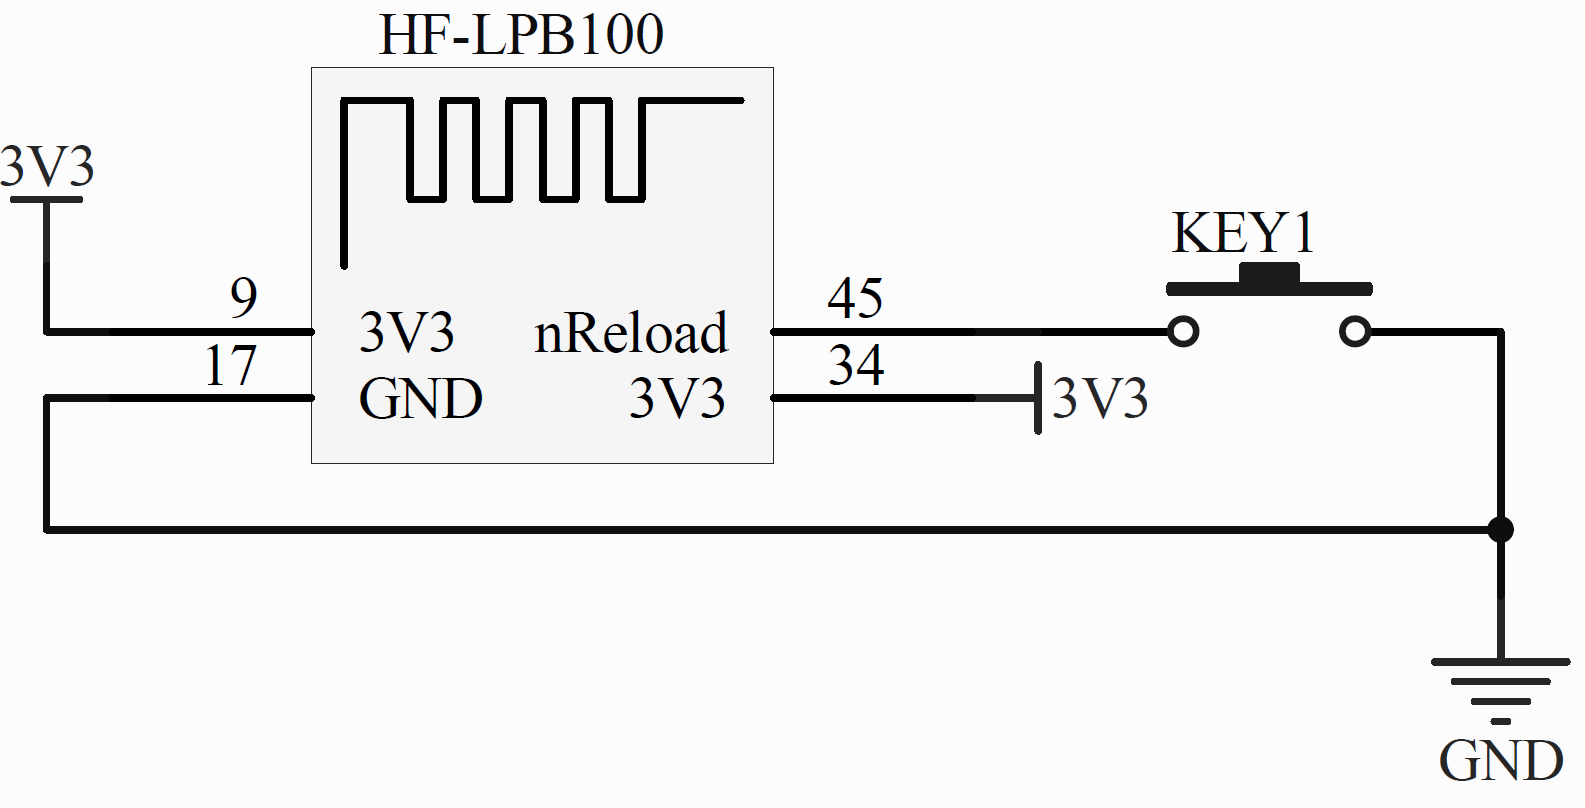 HF-LPB100
3V3
KEY1
9
45
3V3
nReload
17
34
GND
3V3
3V3
GND